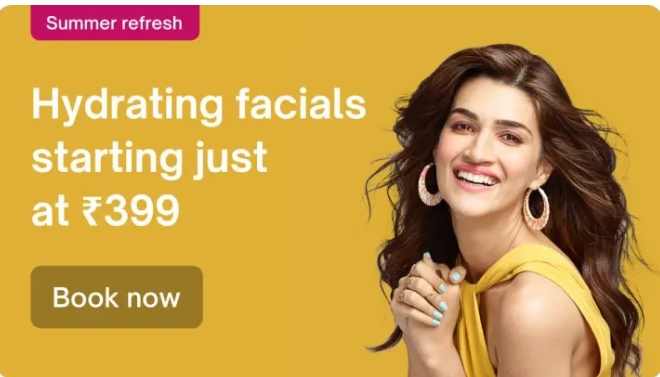 Summer refresh
Hydrating facials
starting just
at ₹399
Book now